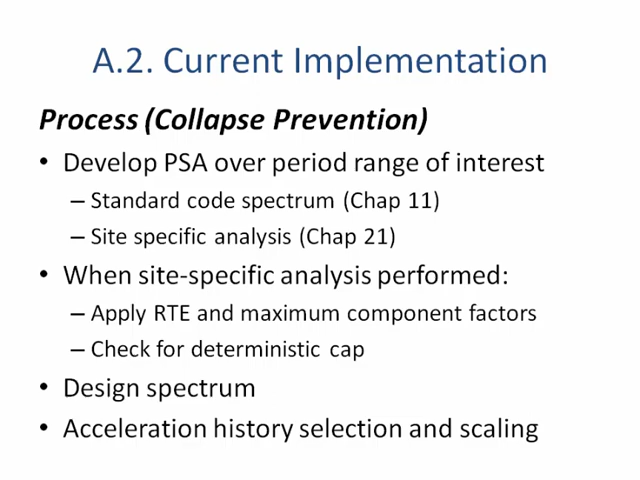 A.2. Current Implementation
Process (Collapse Prevention)
• Develop PSA over period range of interest
– Standard code spectrum (Chap 11)
– Site specific analysis (Chap 21)
• When site-specific analysis performed:
– Apply RTE and maximum component factors
– Check for deterministic cap
• Design spectrum
• Acceleration history selection and scaling